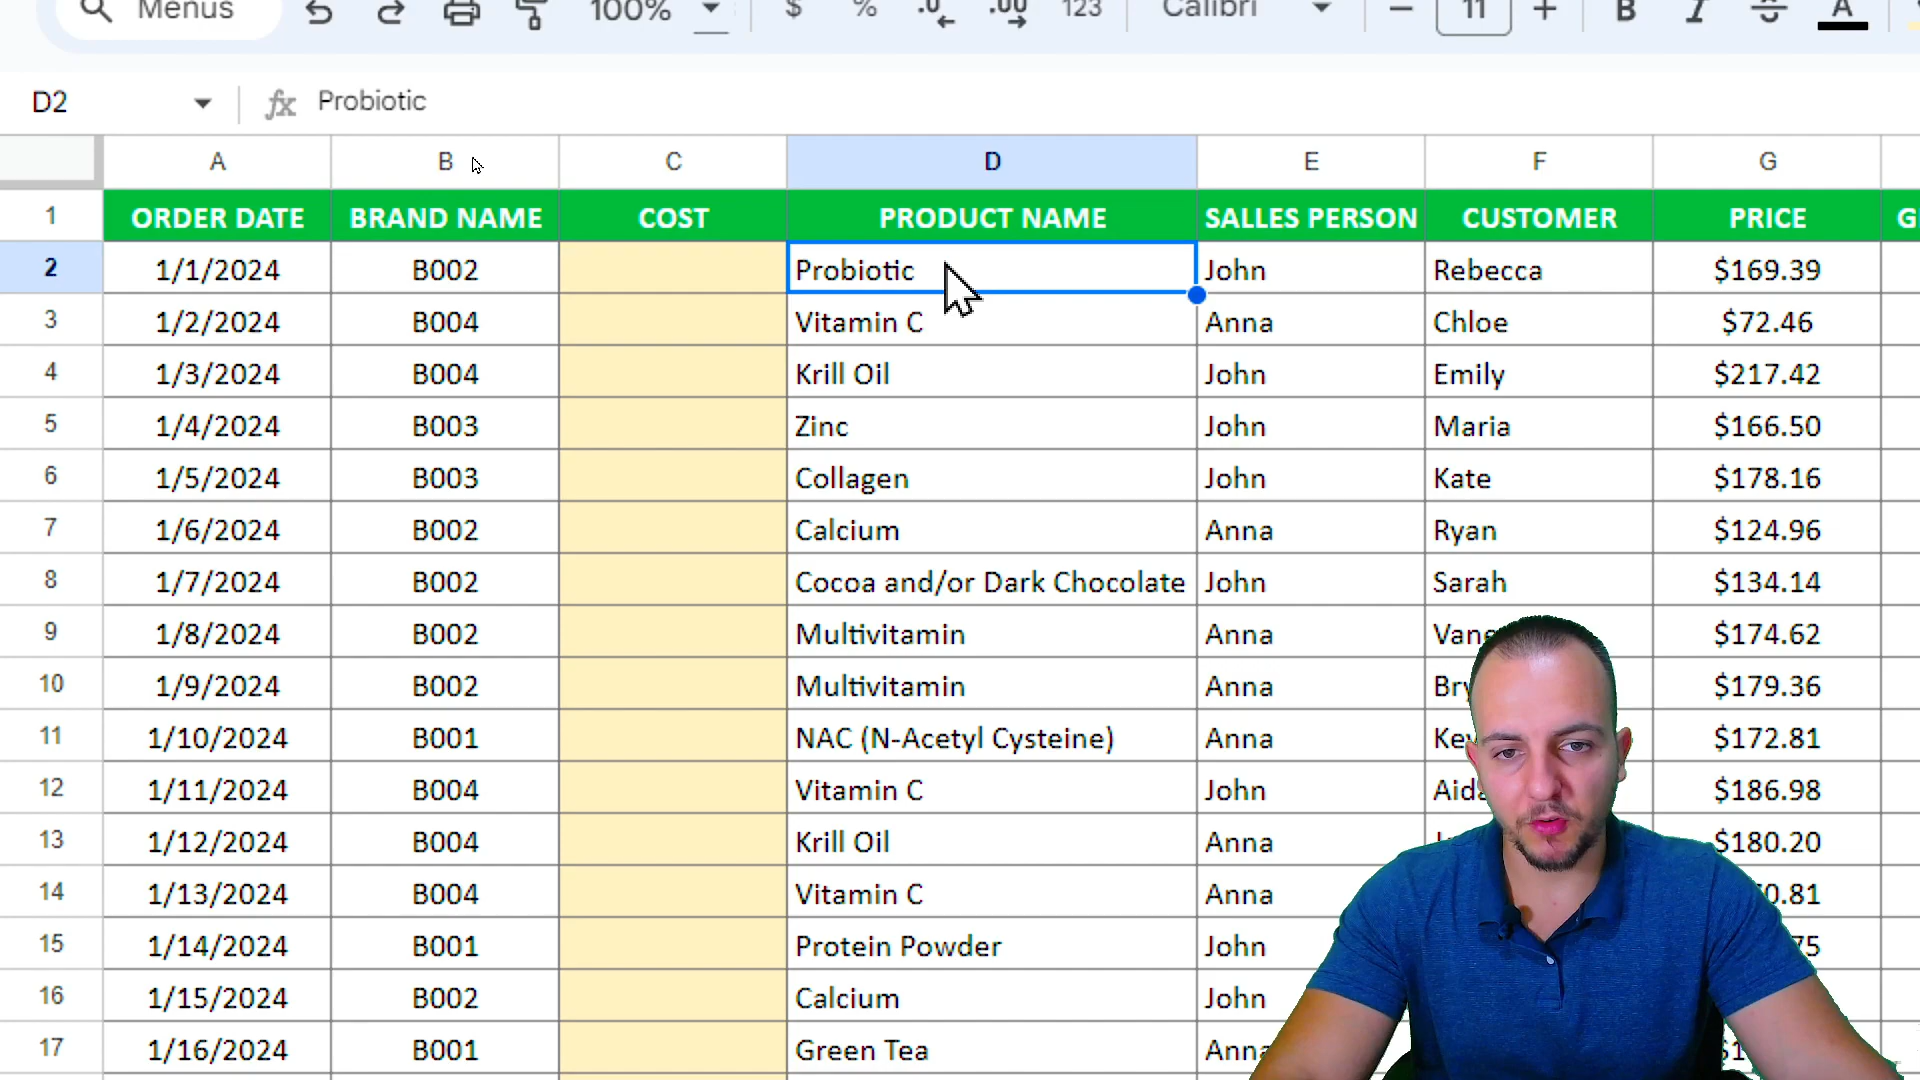 Menus 100% $ % .0 .00 123 Calibri 11 B I S A
D2 fx Probiotic
A B C D E F G
1 ORDER DATE BRAND NAME COST PRODUCT NAME SALLES PERSON CUSTOMER PRICE G
2 1/1/2024 B002 Probiotic John Rebecca $169.39
3 1/2/2024 B004 Vitamin C Anna Chloe $72.46
4 1/3/2024 B004 Krill Oil John Emily $217.42
5 1/4/2024 B003 Zinc John Maria $166.50
6 1/5/2024 B003 Collagen John Kate $178.16
7 1/6/2024 B002 Calcium Anna Ryan $124.96
8 1/7/2024 B002 Cocoa and/or Dark Chocolate John Sarah $134.14
9 1/8/2024 B002 Multivitamin Anna $174.62
10 1/9/2024 B002 Multivitamin Anna $179.36
11 1/10/2024 B001 NAC (N-Acetyl Cysteine) Anna $172.81
12 1/11/2024 B004 Vitamin C John $186.98
13 1/12/2024 B004 Krill Oil Anna $180.20
14 1/13/2024 B004 Vitamin C Anna
15 1/14/2024 B001 Protein Powder John
16 1/15/2024 B002 Calcium John
17 1/16/2024 B001 Green Tea Anna